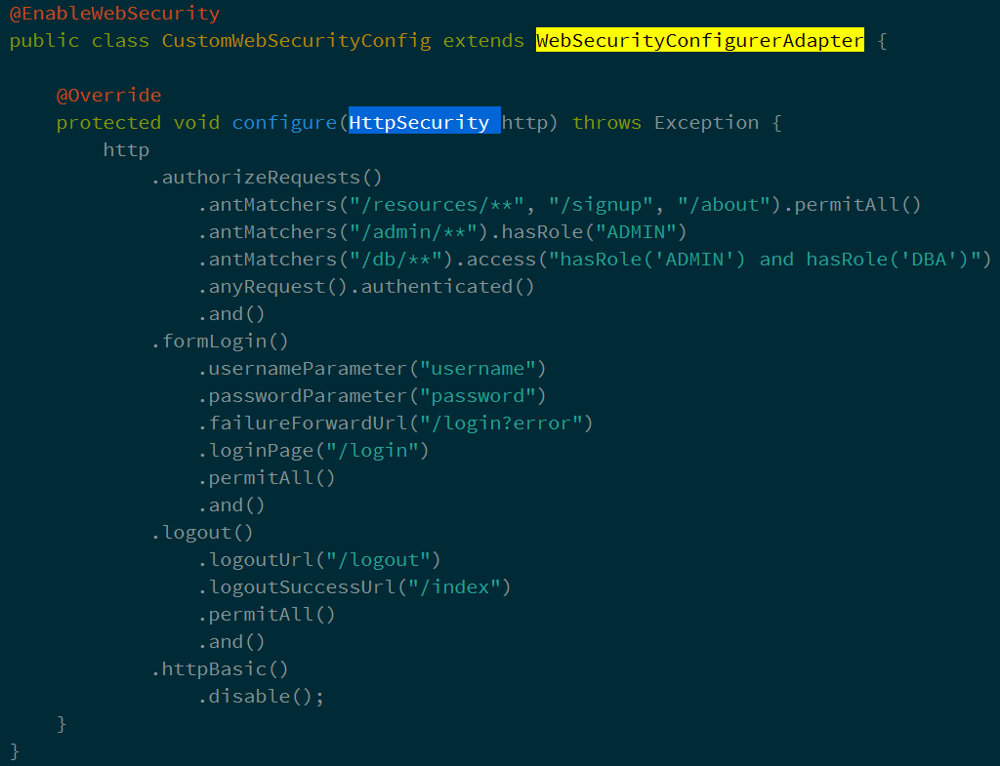 @EnableWebSecurity
public class CustomWebSecurityConfig extends WebSecurityConfigurerAdapter {
@Override
protected void configure(HttpSecurity http) throws Exception {
http
.authorizeRequests()
.antMatchers("/resources/**", "/signup", "/about").permitAll()
.antMatchers("/admin/**").hasRole("ADMIN")
.antMatchers("/db/**").access("hasRole('ADMIN') and hasRole('DBA')")
.anyRequest().authenticated()
.and()
.formLogin()
.usernameParameter("username")
.passwordParameter("password")
.failureForwardUrl("/login?error")
.loginPage("/login")
.permitAll()
.and()
.logout()
.logoutUrl("/logout")
.logoutSuccessUrl("/index")
.permitAll()
.and()
.httpBasic()
.disable();
}
}